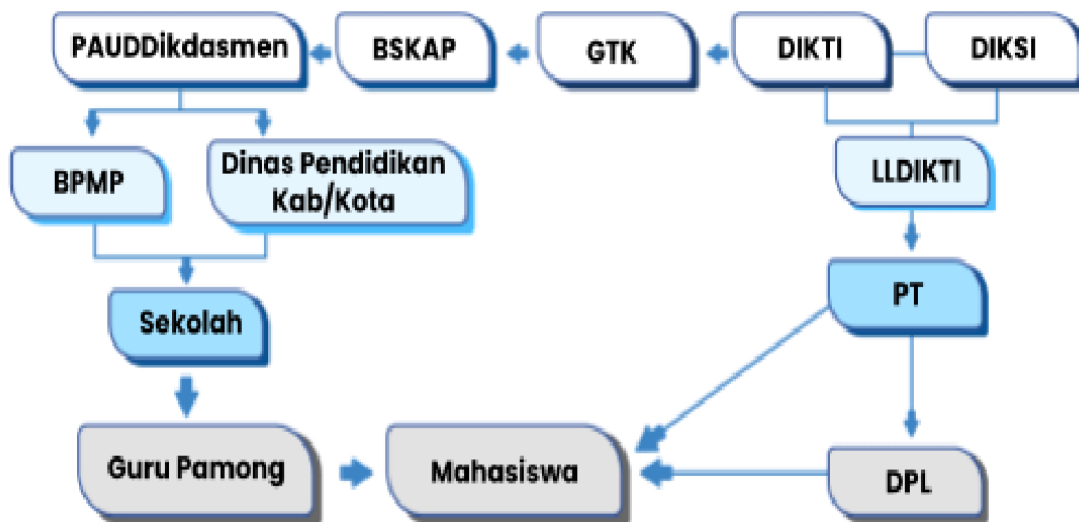 PAUDDikdasmen
BSKAP
GTK
DIKTI
DIKSI
BPMP
Dinas Pendidikan
Kab/Kota
LLDIKTI
Sekolah
PT
Guru Pamong
Mahasiswa
DPL